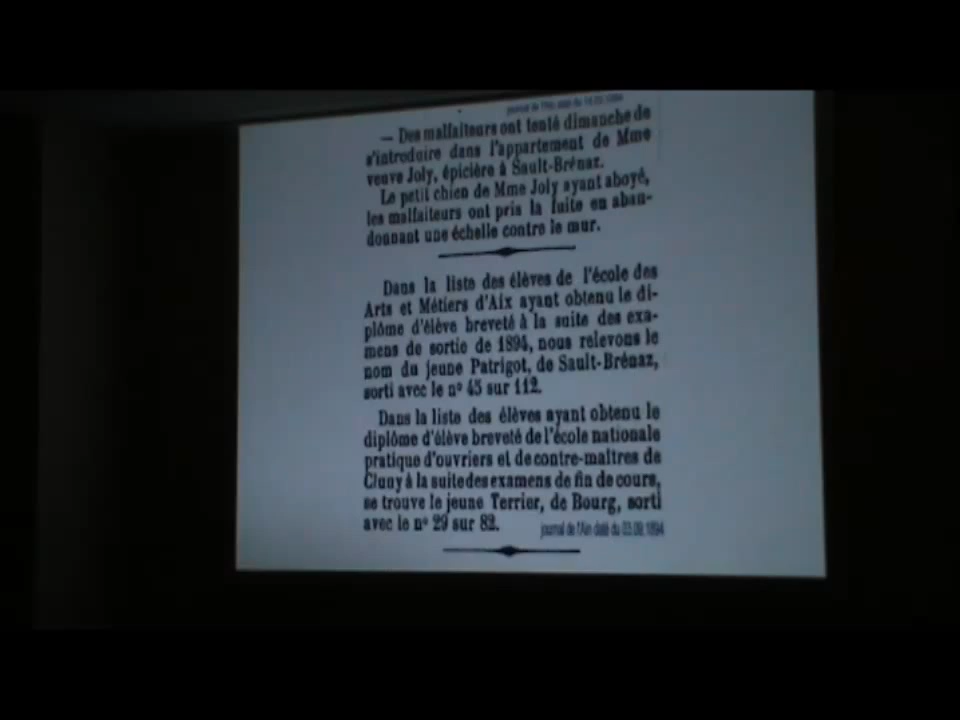 journal de l'Ain daté du
— Des malfaiteurs ont tenté dimanche de
s'introduire dans l'appartement de Mme
veuve Joly, épicière à Sault-Brénaz.
Le petit chien de Mme Joly ayant aboyé,
les malfaiteurs ont pris la fuite en aban-
donnant une échelle contre le mur.
Dans la liste des élèves de l'école des
Arts et Métiers d'Aix ayant obtenu le di-
plôme d'élève breveté à la suite des exa-
mens de sortie de 1894, nous relevons le
nom du jeune Patrigot, de Sault-Brénaz,
sorti avec le nº 45 sur 112.
Dans la liste des élèves ayant obtenu le
diplôme d'élève breveté de l'école nationale
pratique d'ouvriers et de contre-maîtres de
Cluny à la suite des examens de fin de cours,
se trouve le jeune Terrier, de Bourg, sorti
avec le nº 29 sur 82.
journal de l'Ain daté du 03.08.1894